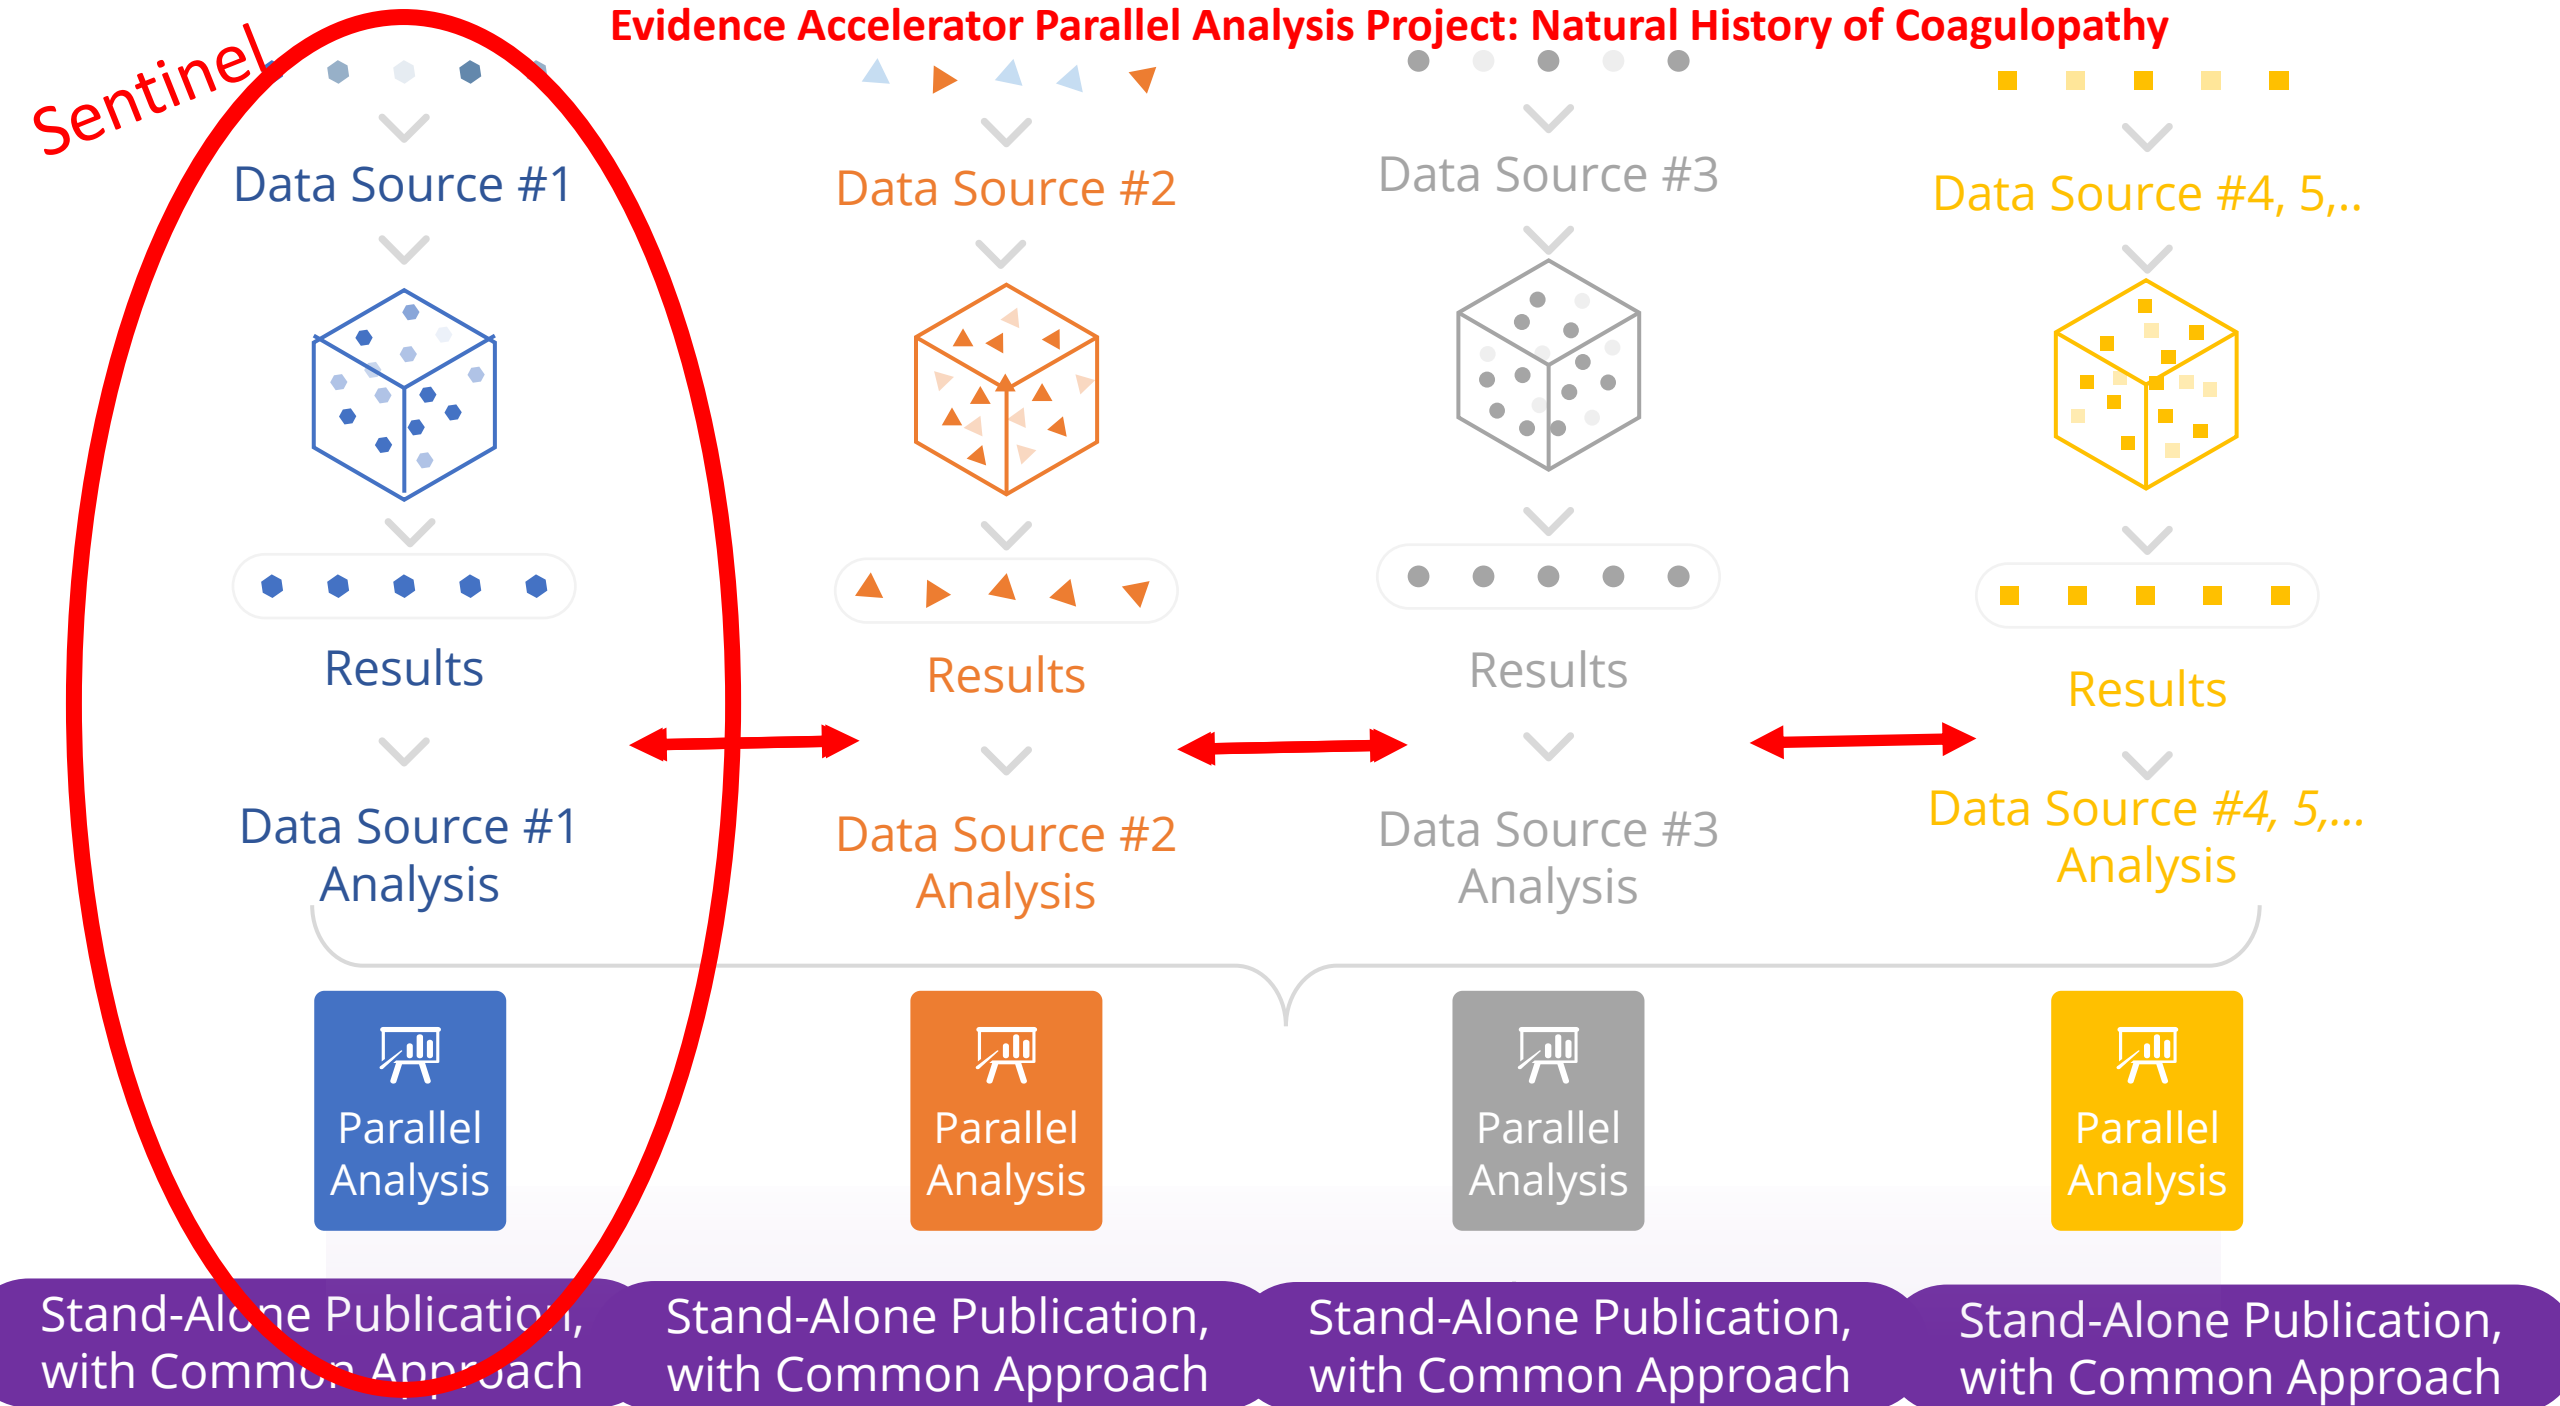 Evidence Accelerator Parallel Analysis Project: Natural History of Coagulopathy
Sentinel
Data Source #1
Data Source #2
Data Source #3
Data Source #4, 5,..
Results
Results
Results
Results
Data Source #1
Analysis
Data Source #2
Analysis
Data Source #3
Analysis
Data Source #4, 5,...
Analysis
Parallel
Analysis
Parallel
Analysis
Parallel
Analysis
Parallel
Analysis
Stand-Alone Publication,
with Common Approach
Stand-Alone Publication,
with Common Approach
Stand-Alone Publication,
with Common Approach
Stand-Alone Publication,
with Common Approach